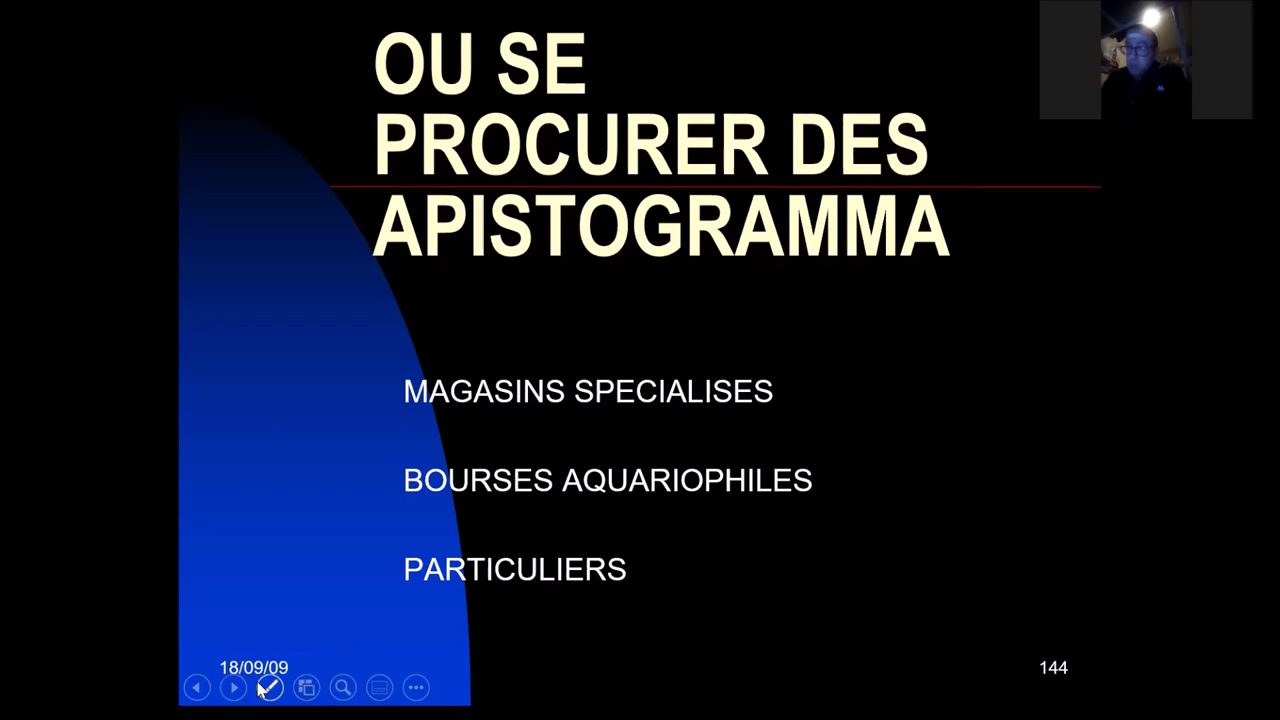 OU SE
PROCURER DES
APISTOGRAMMA
MAGASINS SPECIALISES
BOURSES AQUARIOPHILES
PARTICULIERS
18/09/09
144